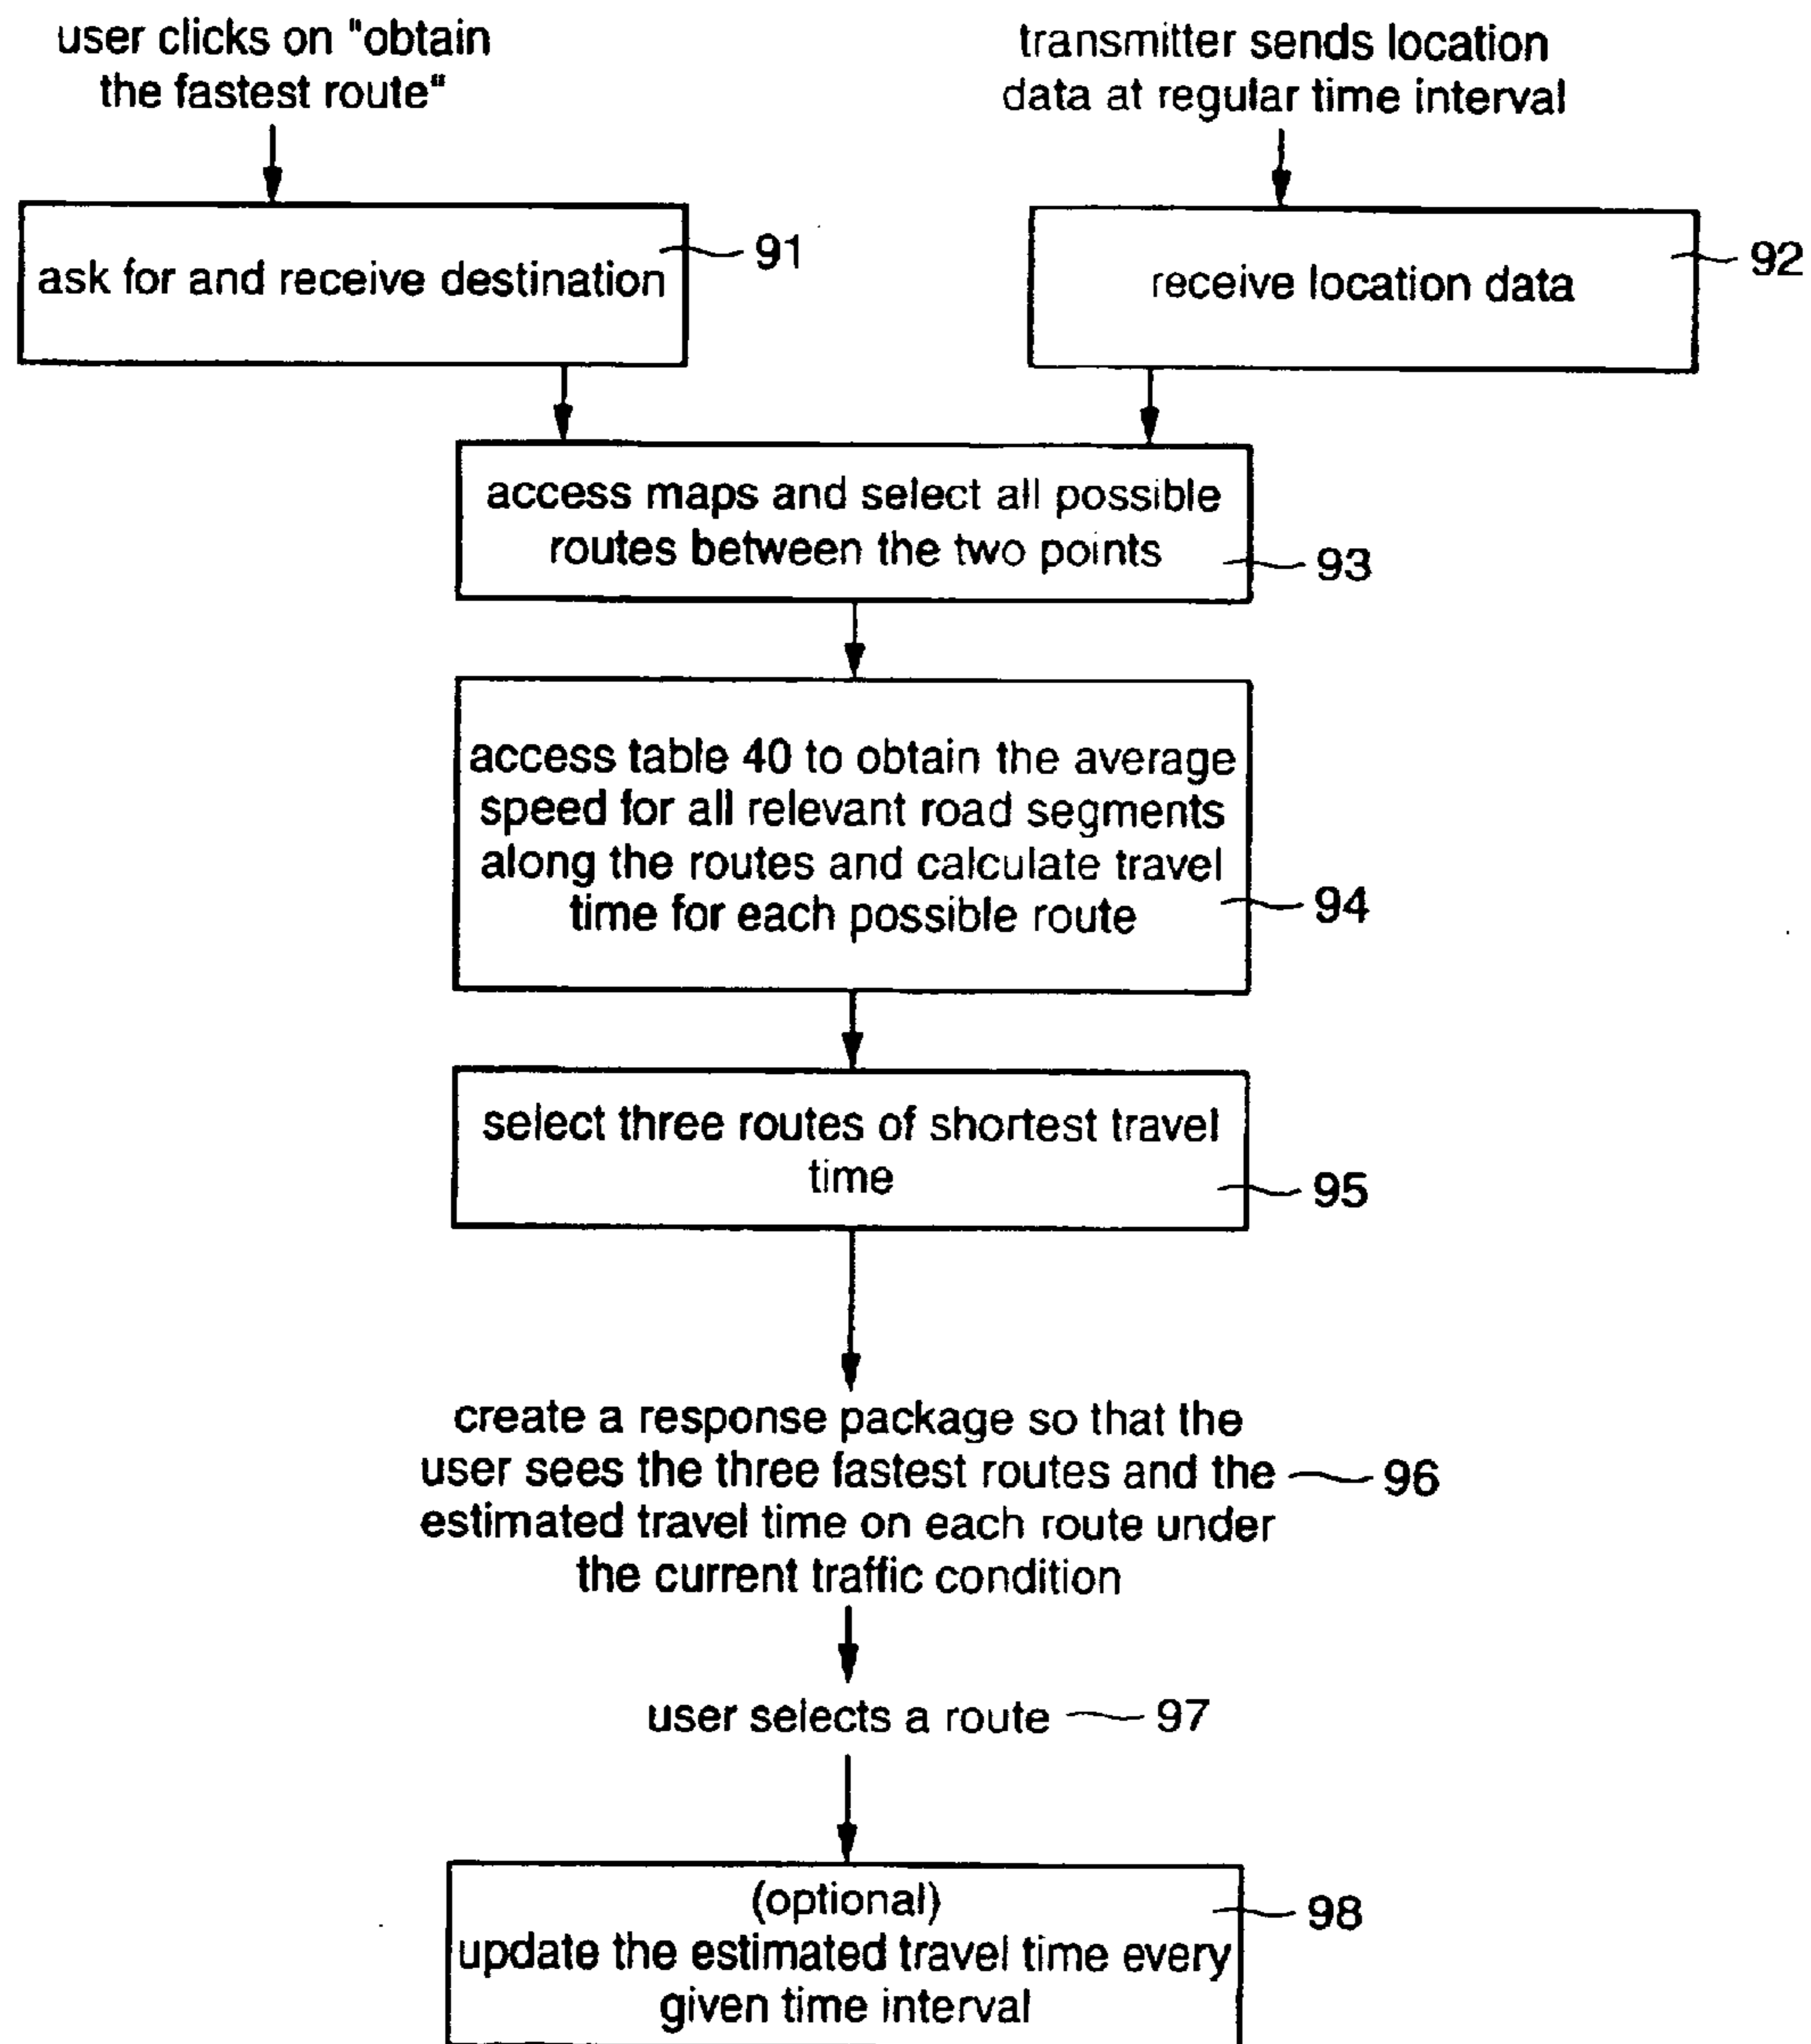 user clicks on "obtain
the fastest route"
transmitter sends location
data at regular time interval
ask for and receive destination
91
receive location data
92
access maps and select all possible
routes between the two points
93
access table 40 to obtain the average
speed for all relevant road segments
along the routes and calculate travel
time for each possible route
94
select three routes of shortest travel
time
95
create a response package so that the
user sees the three fastest routes and the
96
estimated travel time on each route under
the current traffic condition
user selects a route
97
(optional)
98
update the estimated travel time every
given time interval